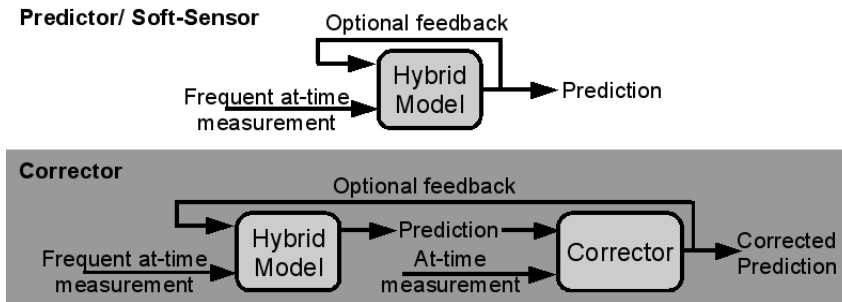 Predictor/ Soft-Sensor
Optional feedback
Hybrid
Model
Frequent at-time
measurement
Prediction
Corrector
Optional feedback
Hybrid
Model
Frequent at-time
measurement
Prediction
At-time
measurement
Corrector
Corrected
Prediction